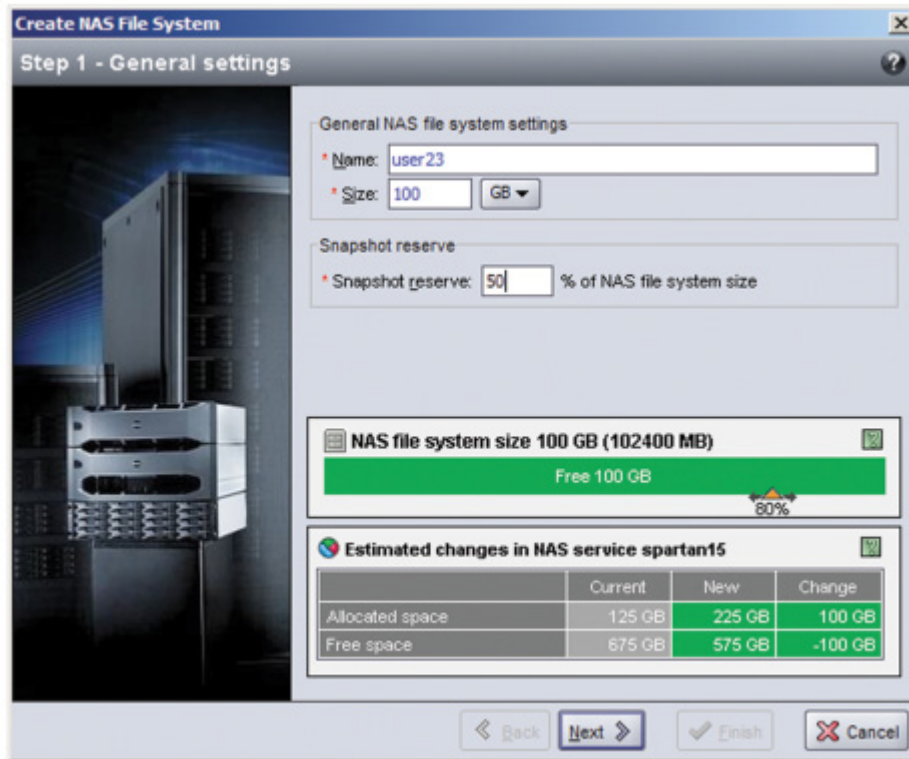 Create NAS File System
Step 1 - General settings
General NAS file system settings
* Name: user23
* Size: 100 GB
Snapshot reserve
* Snapshot reserve: 50 % of NAS file system size
NAS file system size 100 GB (102400 MB)
Free 100 GB
80%
Estimated changes in NAS service spartan15
Current New Change
Allocated space 125 GB 225 GB 100 GB
Free space 675 GB 575 GB -100 GB
Back Next Finish Cancel